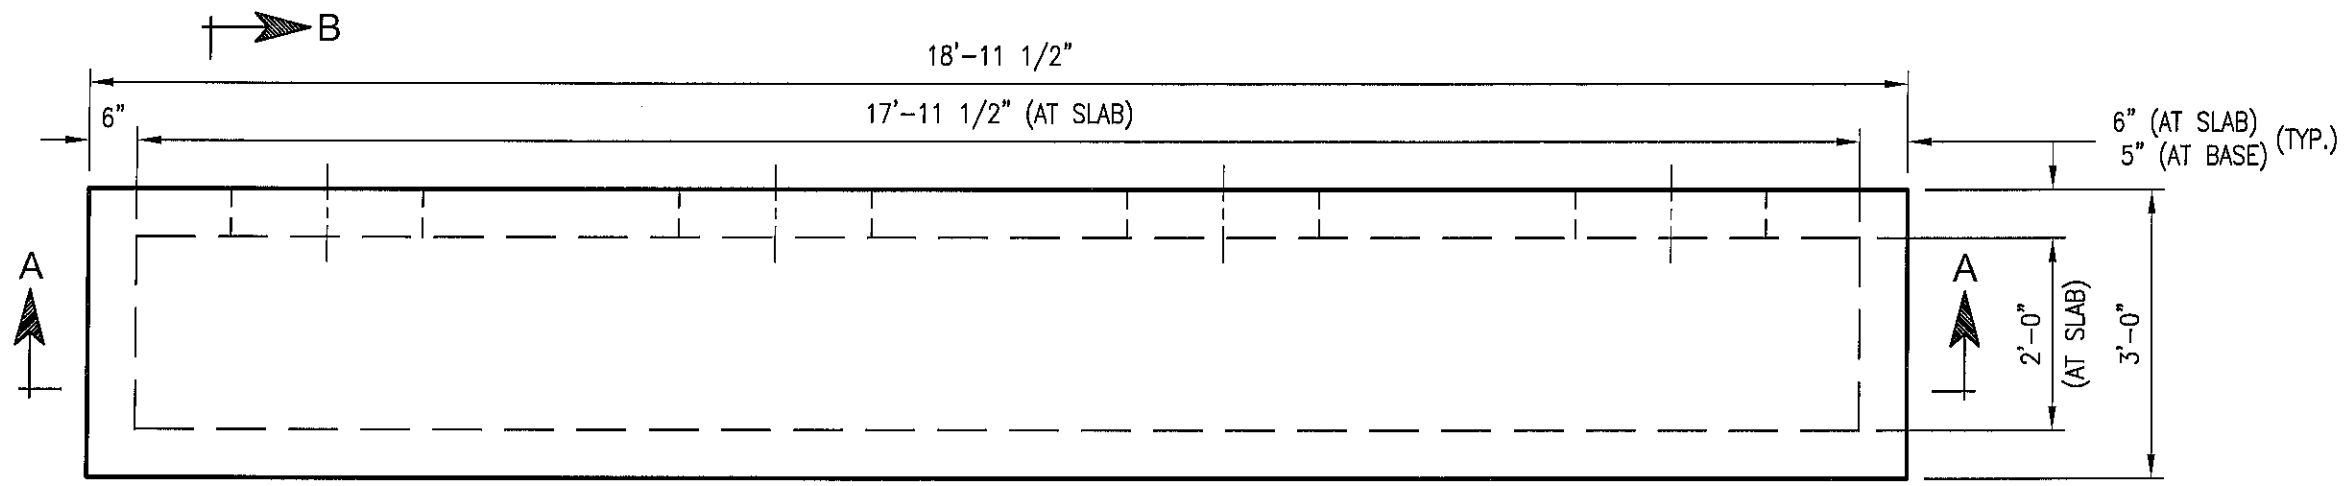 B
18'-11 1/2"
6"
17'-11 1/2" (AT SLAB)
6" (AT SLAB)
5" (AT BASE)
(TYP.)
A
A
2'-0"
(AT SLAB)
3'-0"